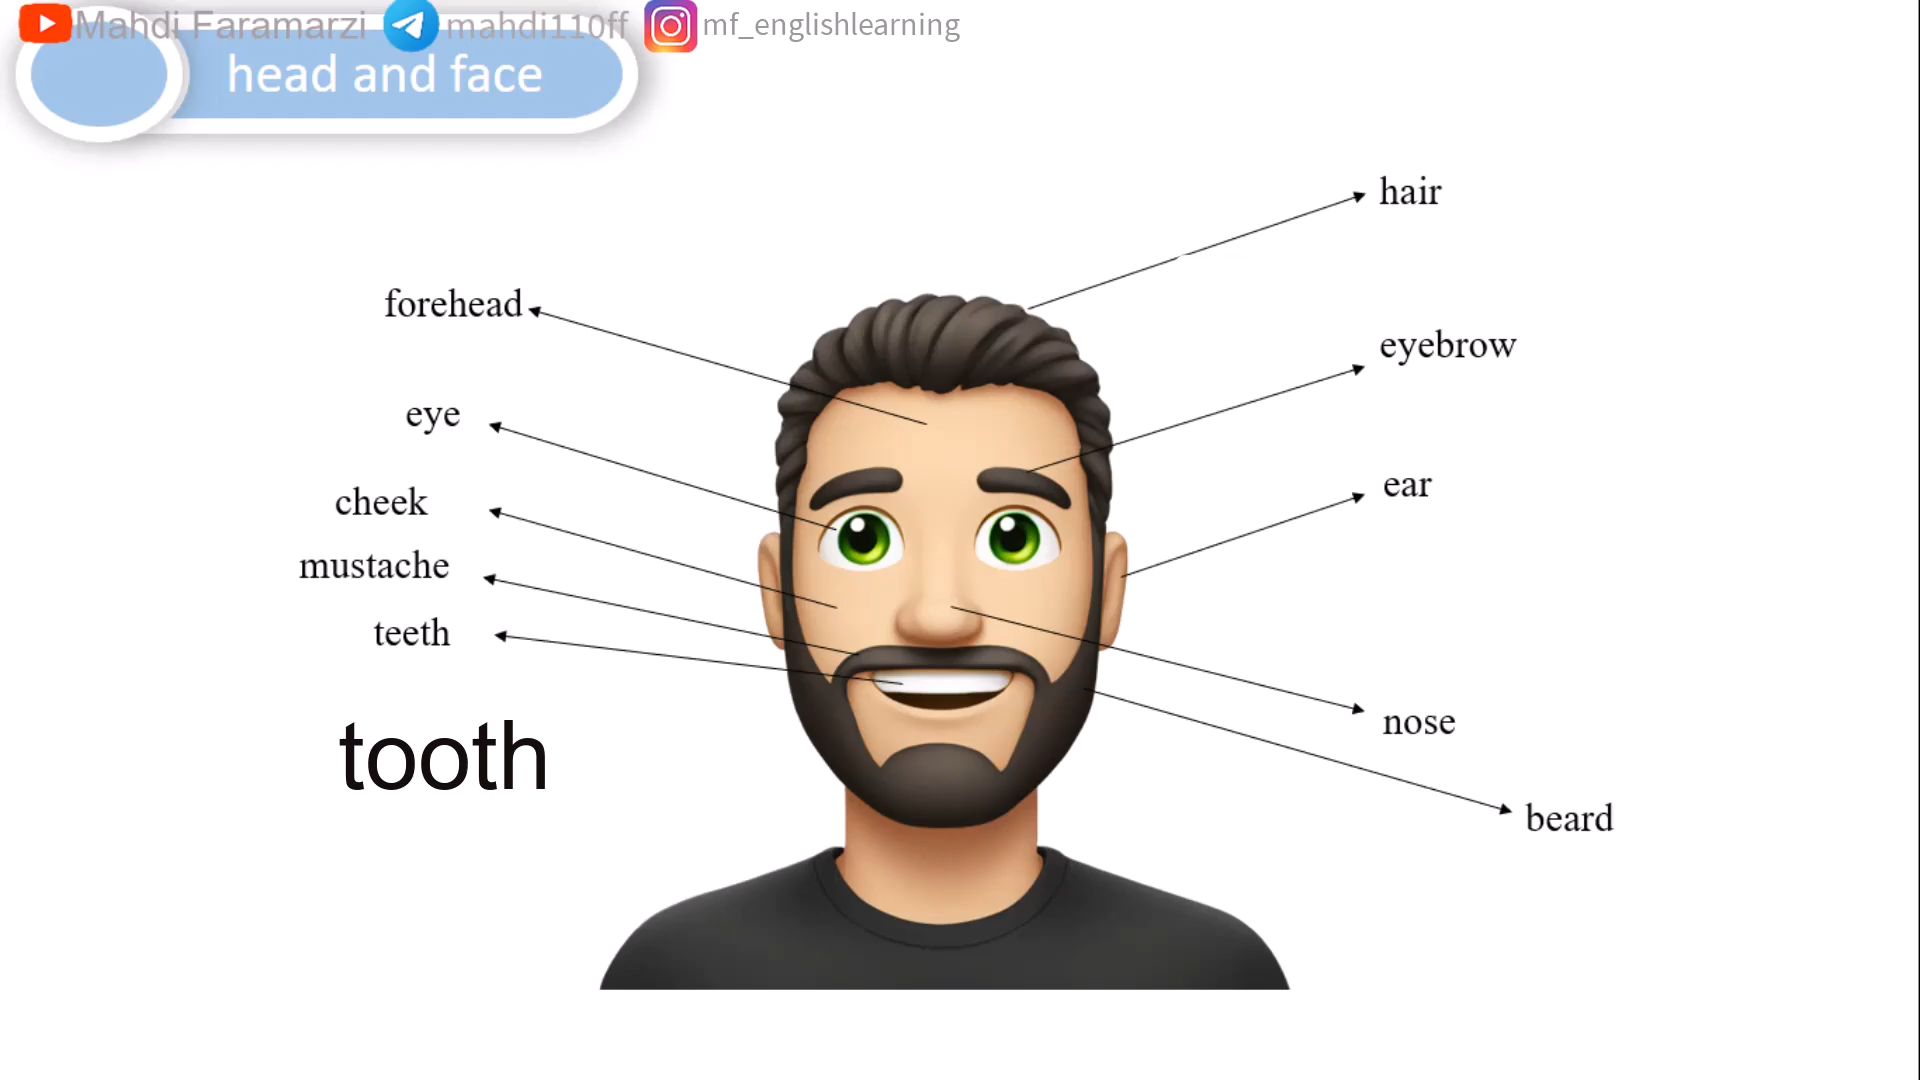 Mahdi Faramarzi mahdi110ff mf_englishlearning
head and face
hair
forehead
eyebrow
eye
ear
cheek
mustache
teeth
nose
tooth
beard